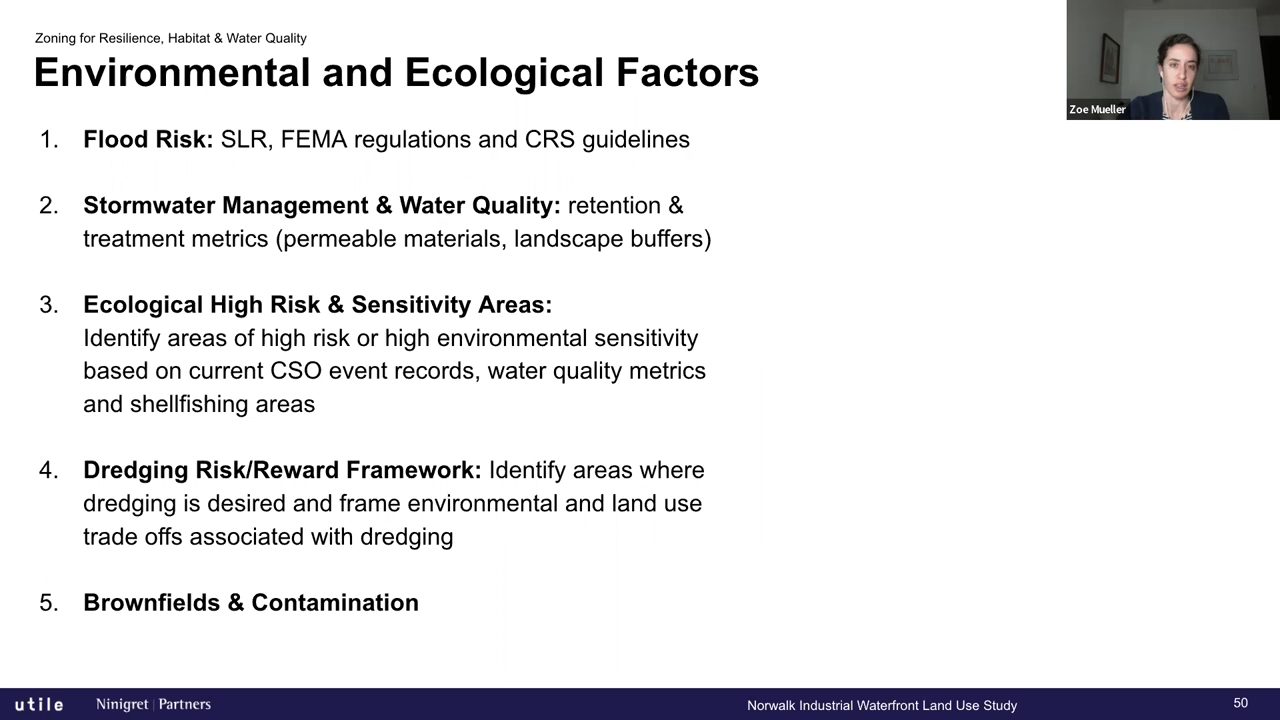 Zoning for Resilience, Habitat & Water Quality
Environmental and Ecological Factors
1. Flood Risk: SLR, FEMA regulations and CRS guidelines
2. Stormwater Management & Water Quality: retention &
treatment metrics (permeable materials, landscape buffers)
3. Ecological High Risk & Sensitivity Areas:
Identify areas of high risk or high environmental sensitivity
based on current CSO event records, water quality metrics
and shellfishing areas
4. Dredging Risk/Reward Framework: Identify areas where
dredging is desired and frame environmental and land use
trade offs associated with dredging
5. Brownfields & Contamination
Zoe Mueller
utile Ninigret | Partners Norwalk Industrial Waterfront Land Use Study 50